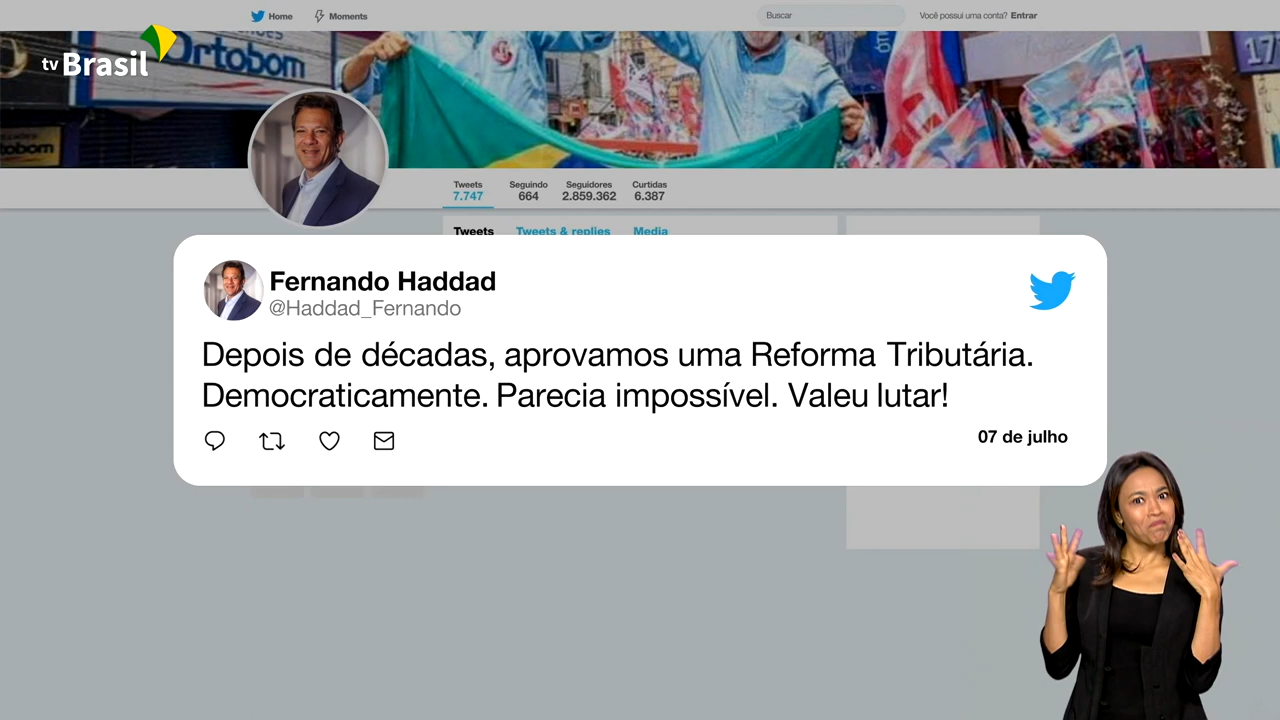 Home
Moments
Buscar
Você possui uma conta? Entrar
tv Brasil
Ortobom
17
Tweets
Seguindo
Seguidores
Curtidas
7.747
664
2.859.362
6.387
Tweets
Tweets & replies
Media
Fernando Haddad
@Haddad_Fernando
Depois de décadas, aprovamos uma Reforma Tributária.
Democraticamente. Parecia impossível. Valeu lutar!
07 de julho